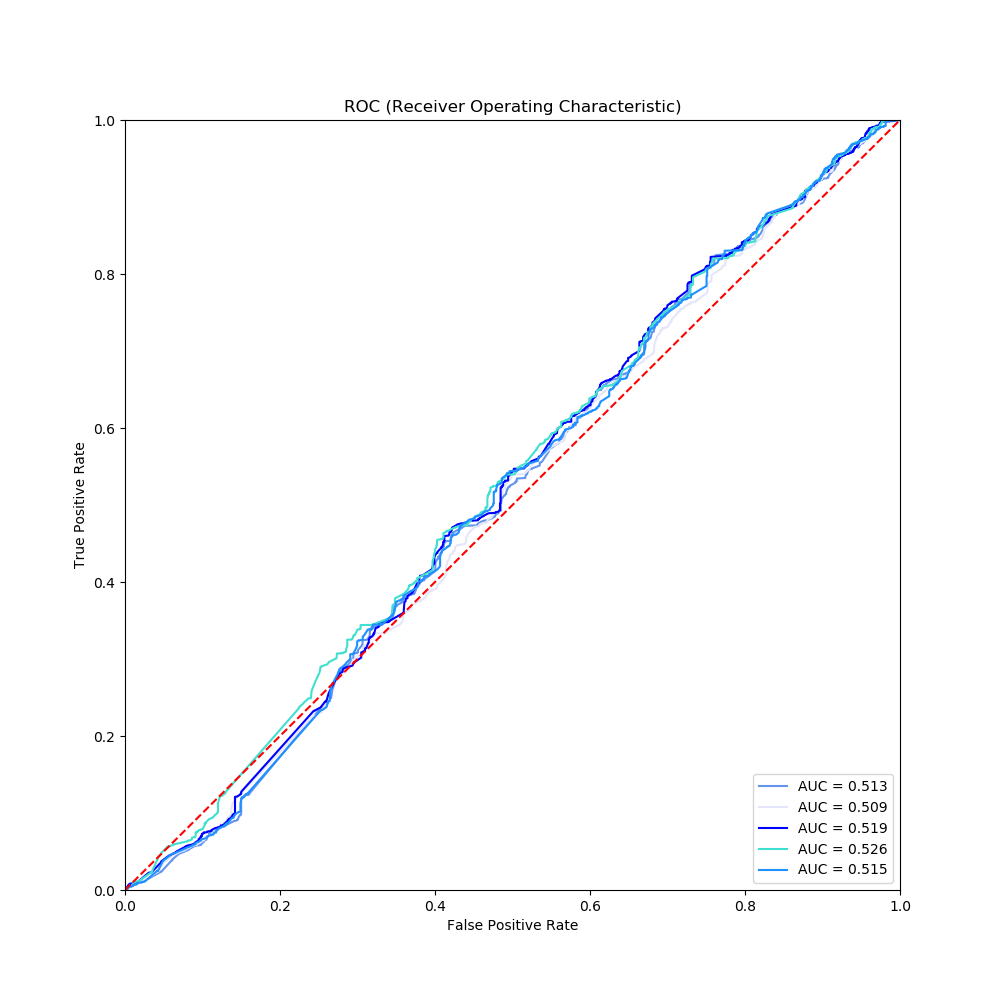 ROC (Receiver Operating Characteristic)
True Positive Rate
1.0
0.8
0.6
0.4
0.2
0.0
0.0 0.2 0.4 0.6 0.8 1.0
False Positive Rate
AUC = 0.513
AUC = 0.509
AUC = 0.519
AUC = 0.526
AUC = 0.515